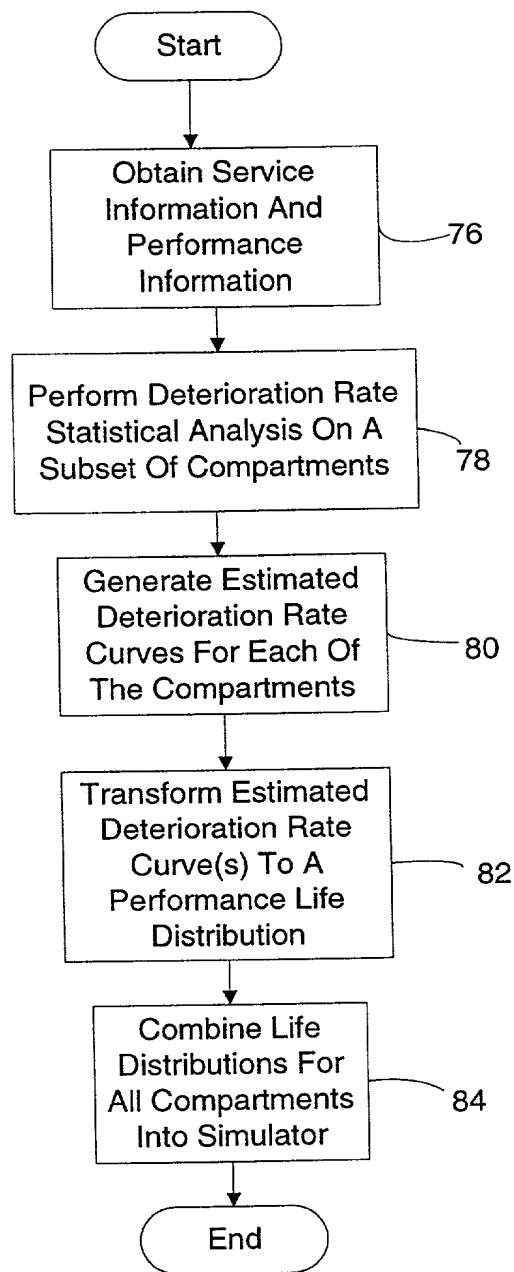 Start
Obtain Service
Information And
Performance
Information
76
Perform Deterioration Rate
Statistical Analysis On A
Subset Of Compartments
78
Generate Estimated
Deterioration Rate
Curves For Each Of
The Compartments
80
Transform Estimated
Deterioration Rate
Curve(s) To A
Performance Life
Distribution
82
Combine Life
Distributions For
All Compartments
Into Simulator
84
End